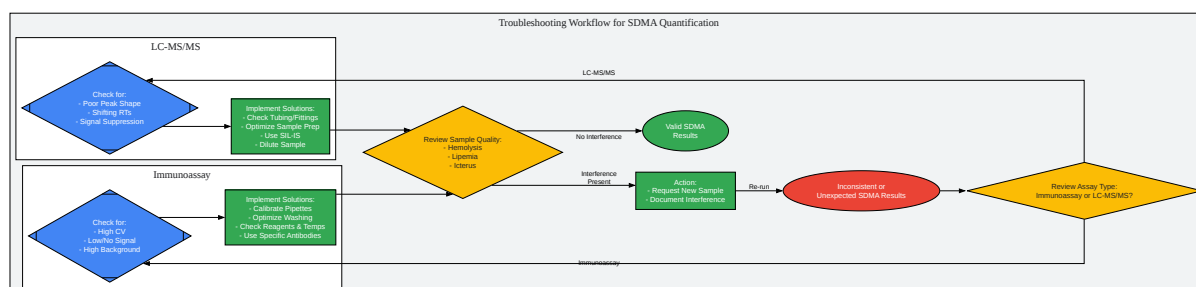 Troubleshooting Workflow for SDMA Quantification
LC-MS/MS
Check for:
- Poor Peak Shape
- Shifting RTs
- Signal Suppression
Implement Solutions:
- Check Tubing/Fittings
- Optimize Sample Prep
- Use SIL-IS
- Dilute Sample
Immunoassay
Check for:
- High CV
- Low/No Signal
- High Background
Implement Solutions:
- Calibrate Pipettes
- Optimize Washing
- Check Reagents & Temps
- Use Specific Antibodies
Review Sample Quality:
- Hemolysis
- Lipemia
- Icterus
No Interference
Valid SDMA
Results
Interference
Present
Action:
- Request New Sample
- Document Interference
Re-run
Inconsistent or
Unexpected SDMA Results
Review Assay Type:
Immunoassay or LC-MS/MS?
LC-MS/MS
Immunoassay